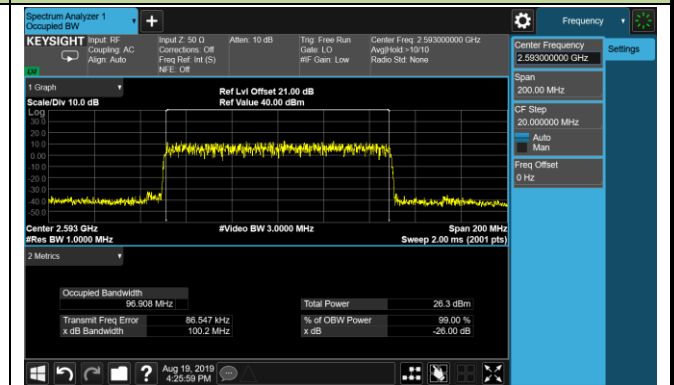 Spectrum Analyzer 1
Occupied BW
KEYSIGHT Input: RF
Coupling: AC
Align: Auto
Input Z: 50 Ω
Corrections: Off
Freq Ref: Int (S)
NFE: Off
Atten: 10 dB
Trig: Free Run
Gate: LO
#IF Gain: Low
Center Freq: 2.593000000 GHz
Avg|Hold:>10/10
Radio Std: None
LXI
1 Graph
Scale/Div 10.0 dB
Ref Lvl Offset 21.00 dB
Ref Value 40.00 dBm
Log
30.0
20.0
10.0
0.00
-10.0
-20.0
-30.0
-40.0
-50.0
Center 2.593 GHz
#Res BW 1.0000 MHz
#Video BW 3.0000 MHz
Span 200 MHz
Sweep 2.00 ms (2001 pts)
2 Metrics
Occupied Bandwidth
96.908 MHz
Transmit Freq Error 86.547 kHz
x dB Bandwidth 100.2 MHz
Total Power 26.3 dBm
% of OBW Power 99.00 %
x dB -26.00 dB
Aug 19, 2019
4:25:59 PM
Frequency
Settings
Center Frequency
2.593000000 GHz
Span
200.00 MHz
CF Step
20.000000 MHz
Auto
Man
Freq Offset
0 Hz